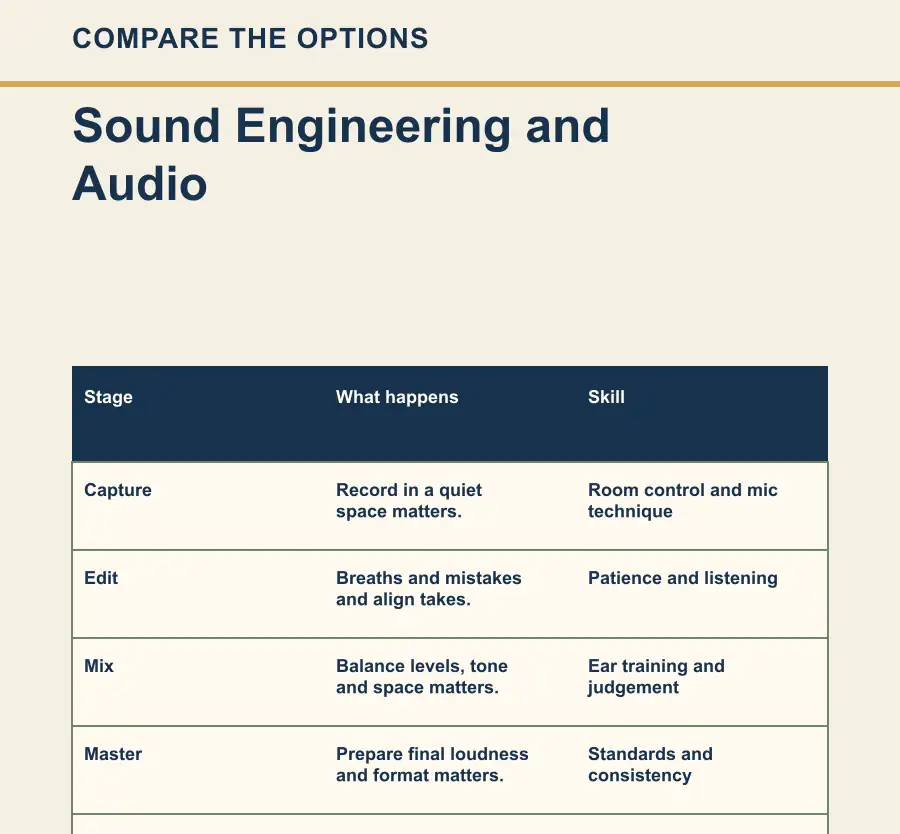 COMPARE THE OPTIONS
Sound Engineering and
Audio
Stage What happens Skill
Capture Record in a quiet Room control and mic
space matters. technique
Edit Breaths and mistakes Patience and listening
and align takes.
Mix Balance levels, tone Ear training and
and space matters. judgement
Master Prepare final loudness Standards and
and format matters. consistency